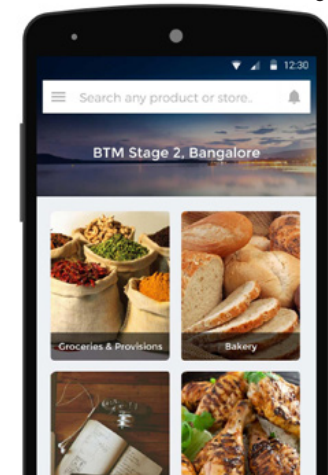 12:30
Search any product or store..
BTM Stage 2, Bangalore
Groceries & Provisions
Bakery